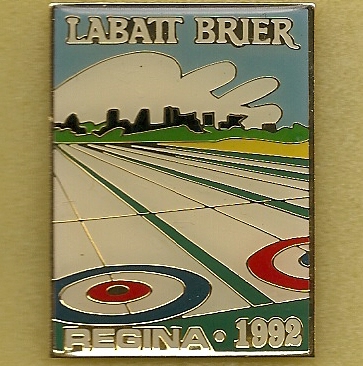 LABATT BRIER
REGINA • 1992